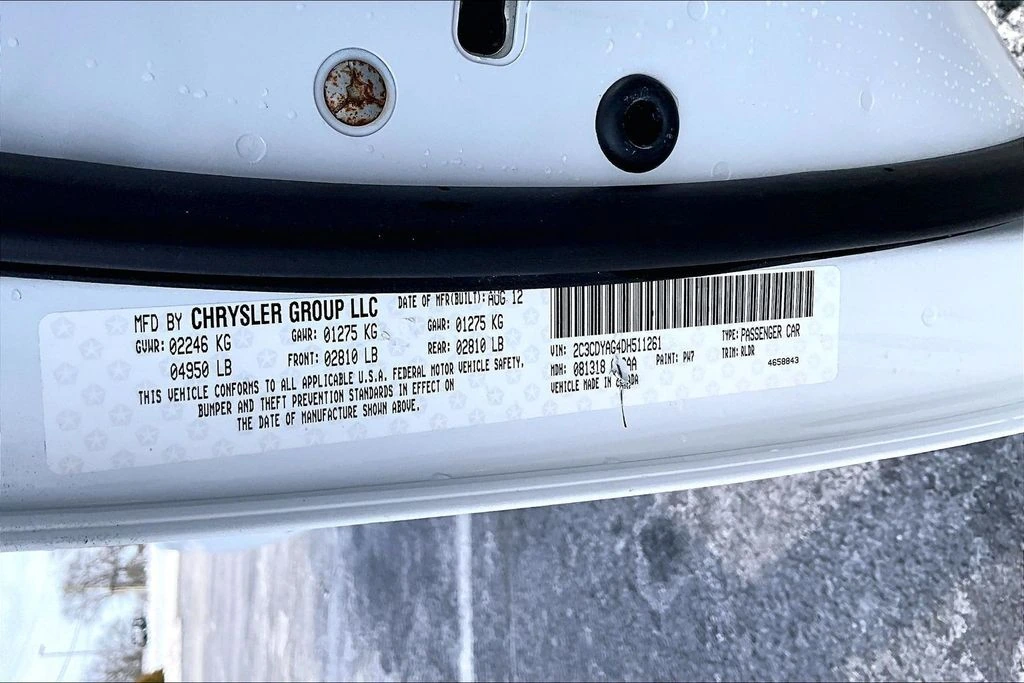 MFD BY CHRYSLER GROUP LLC DATE OF MFR(BUILT): AUG 12
GVWR: 02246 KG GAWR: 01275 KG GAWR: 01275 KG
04950 LB FRONT: 02810 LB REAR: 02810 LB
THIS VEHICLE CONFORMS TO ALL APPLICABLE U.S.A. FEDERAL MOTOR VEHICLE SAFETY,
BUMPER AND THEFT PREVENTION STANDARDS IN EFFECT ON
THE DATE OF MANUFACTURE SHOWN ABOVE.
VIN: 2C3CDYAG4DH511261 TYPE: PASSENGER CAR
MDH: 081318 PAINT: PW7 TRIM: RLDR
VEHICLE MADE IN CANADA 4658843